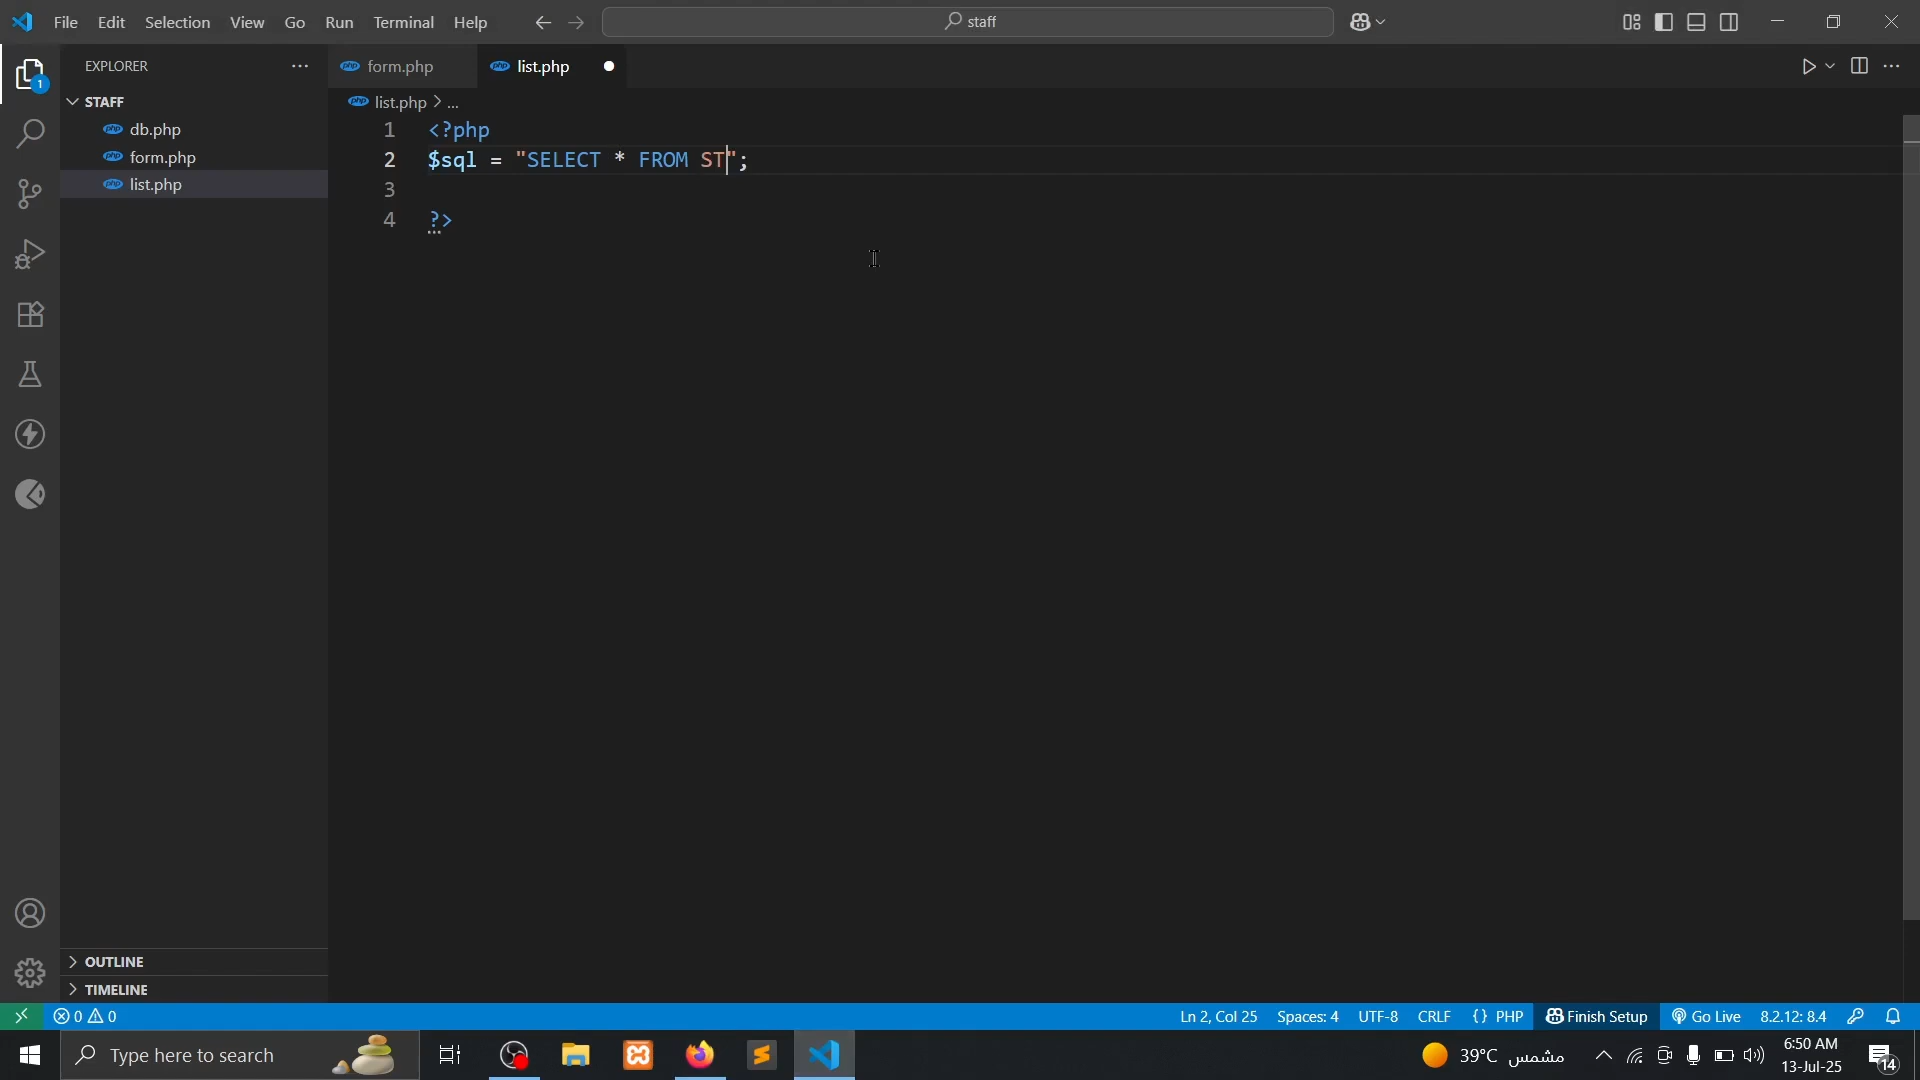 File Edit Selection View Go Run Terminal Help
staff
EXPLORER
form.php
list.php
STAFF
list.php > ...
db.php
form.php
list.php
1 <?php
2 $sql = "SELECT * FROM ST";
3
4 ?>
OUTLINE
TIMELINE
1
0 0
Ln 2, Col 25 Spaces: 4 UTF-8 CRLF {} PHP Finish Setup Go Live 8.2.12: 8.4
Type here to search
39°C مشمس
6:50 AM
13-Jul-25
14